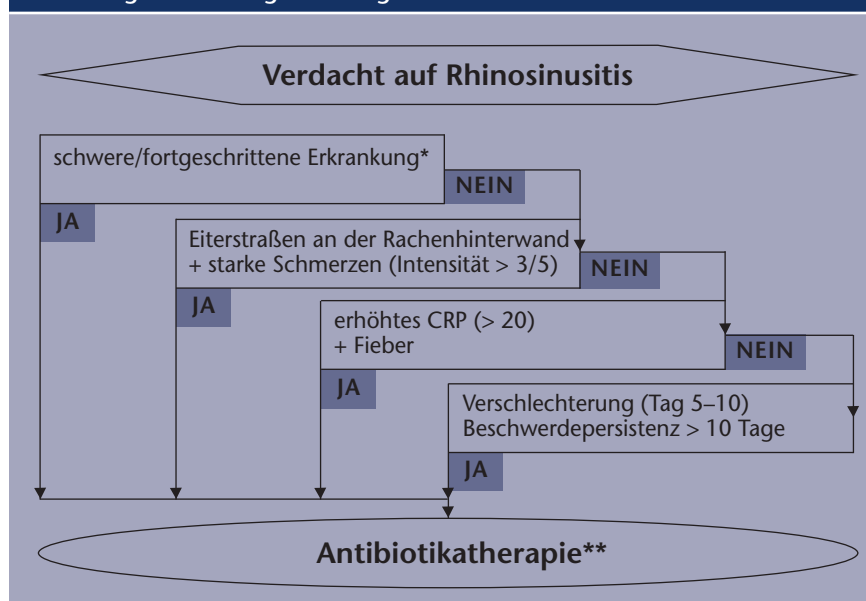 Verdacht auf Rhinosinusitis
schwere/fortgeschrittene Erkrankung*
NEIN
JA
Eiterstraßen an der Rachenhinterwand
+ starke Schmerzen (Intensität > 3/5)
NEIN
JA
erhöhtes CRP (> 20)
+ Fieber
NEIN
JA
Verschlechterung (Tag 5–10)
Beschwerdepersistenz > 10 Tage
JA
Antibiotikatherapie**